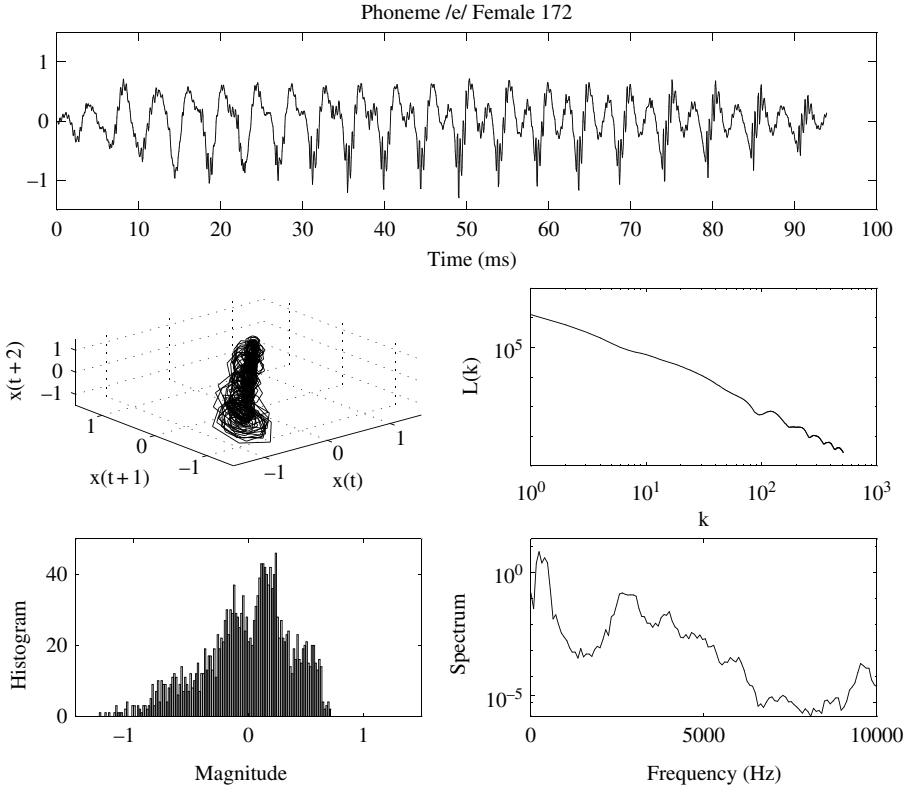 Phoneme /e/ Female 172
1
0
−1
0 10 20 30 40 50 60 70 80 90 100
Time (ms)
x(t + 2)
1
0
−1
1
0
−1
x(t + 1)
−1
0
1
x(t)
L(k)
10^5
10^0 10^1 10^2 10^3
k
Histogram
40
20
0
−1 0 1
Magnitude
Spectrum
10^0
10^−5
0 5000 10000
Frequency (Hz)